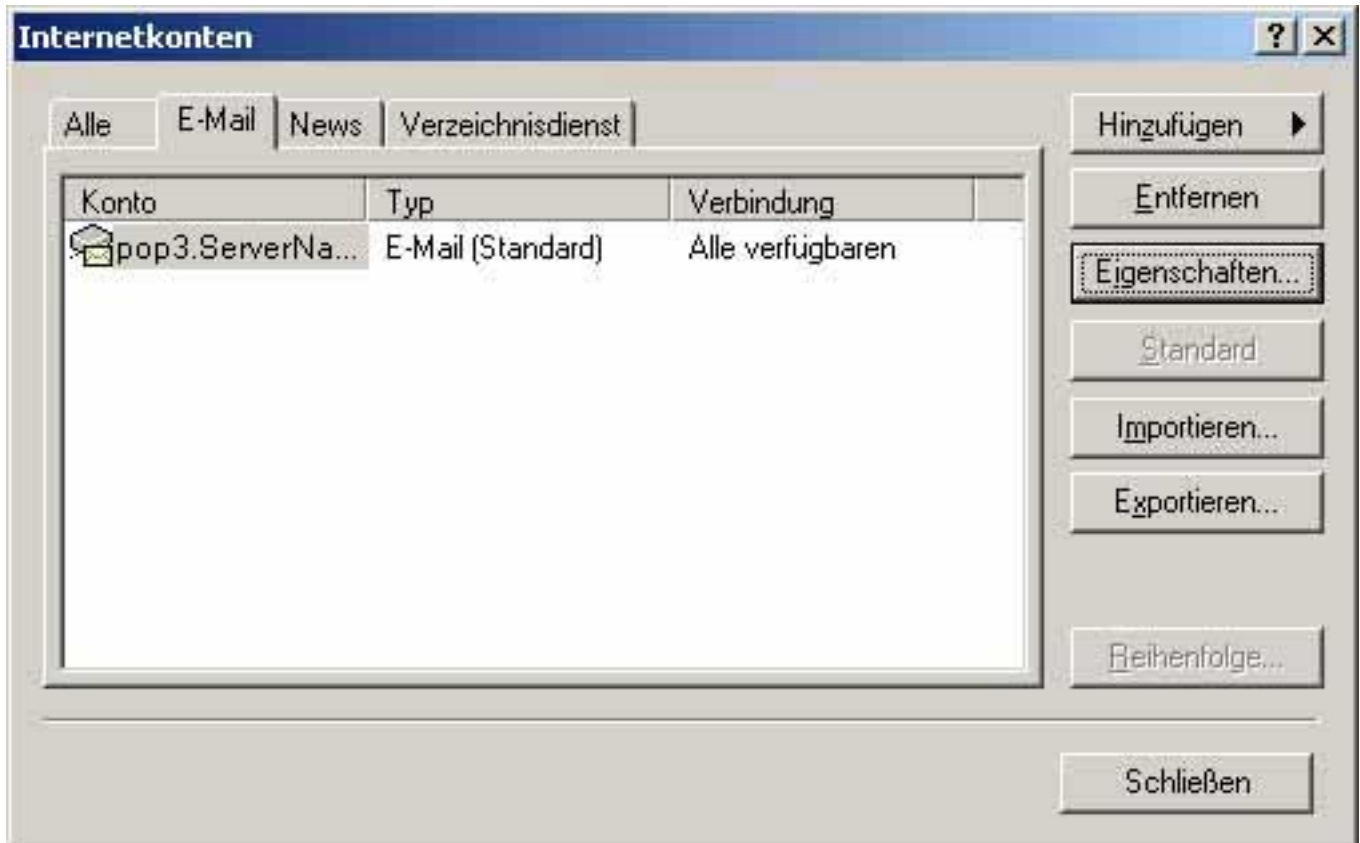 Internetkonten
Alle E-Mail News Verzeichnisdienst
Hinzufügen
Konto Typ Verbindung
Entfernen
pop3.ServerNa... E-Mail (Standard) Alle verfügbaren
Eigenschaften...
Standard
Importieren...
Exportieren...
Reihenfolge...
Schließen